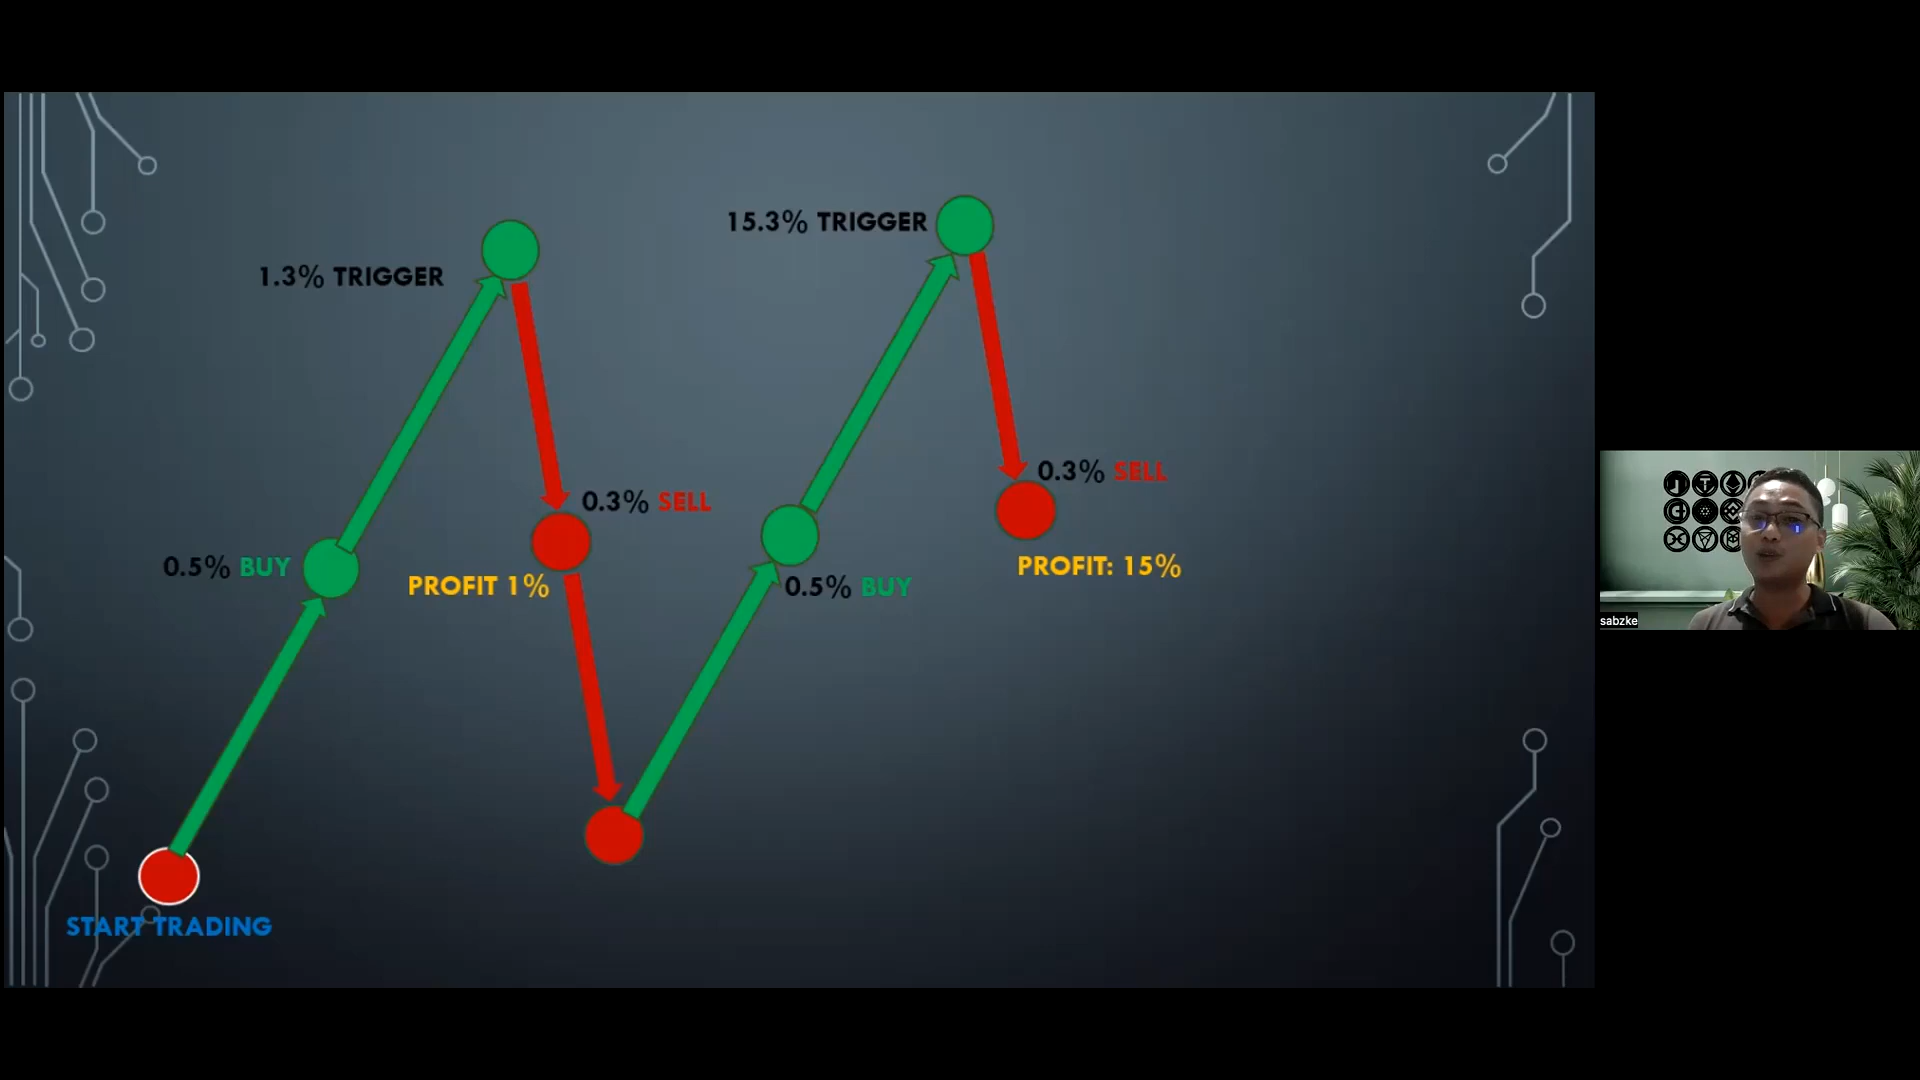 15.3% TRIGGER
1.3% TRIGGER
0.3% SELL
0.3% SELL
0.5% BUY
PROFIT 1%
0.5% BUY
PROFIT: 15%
sabzke
START TRADING